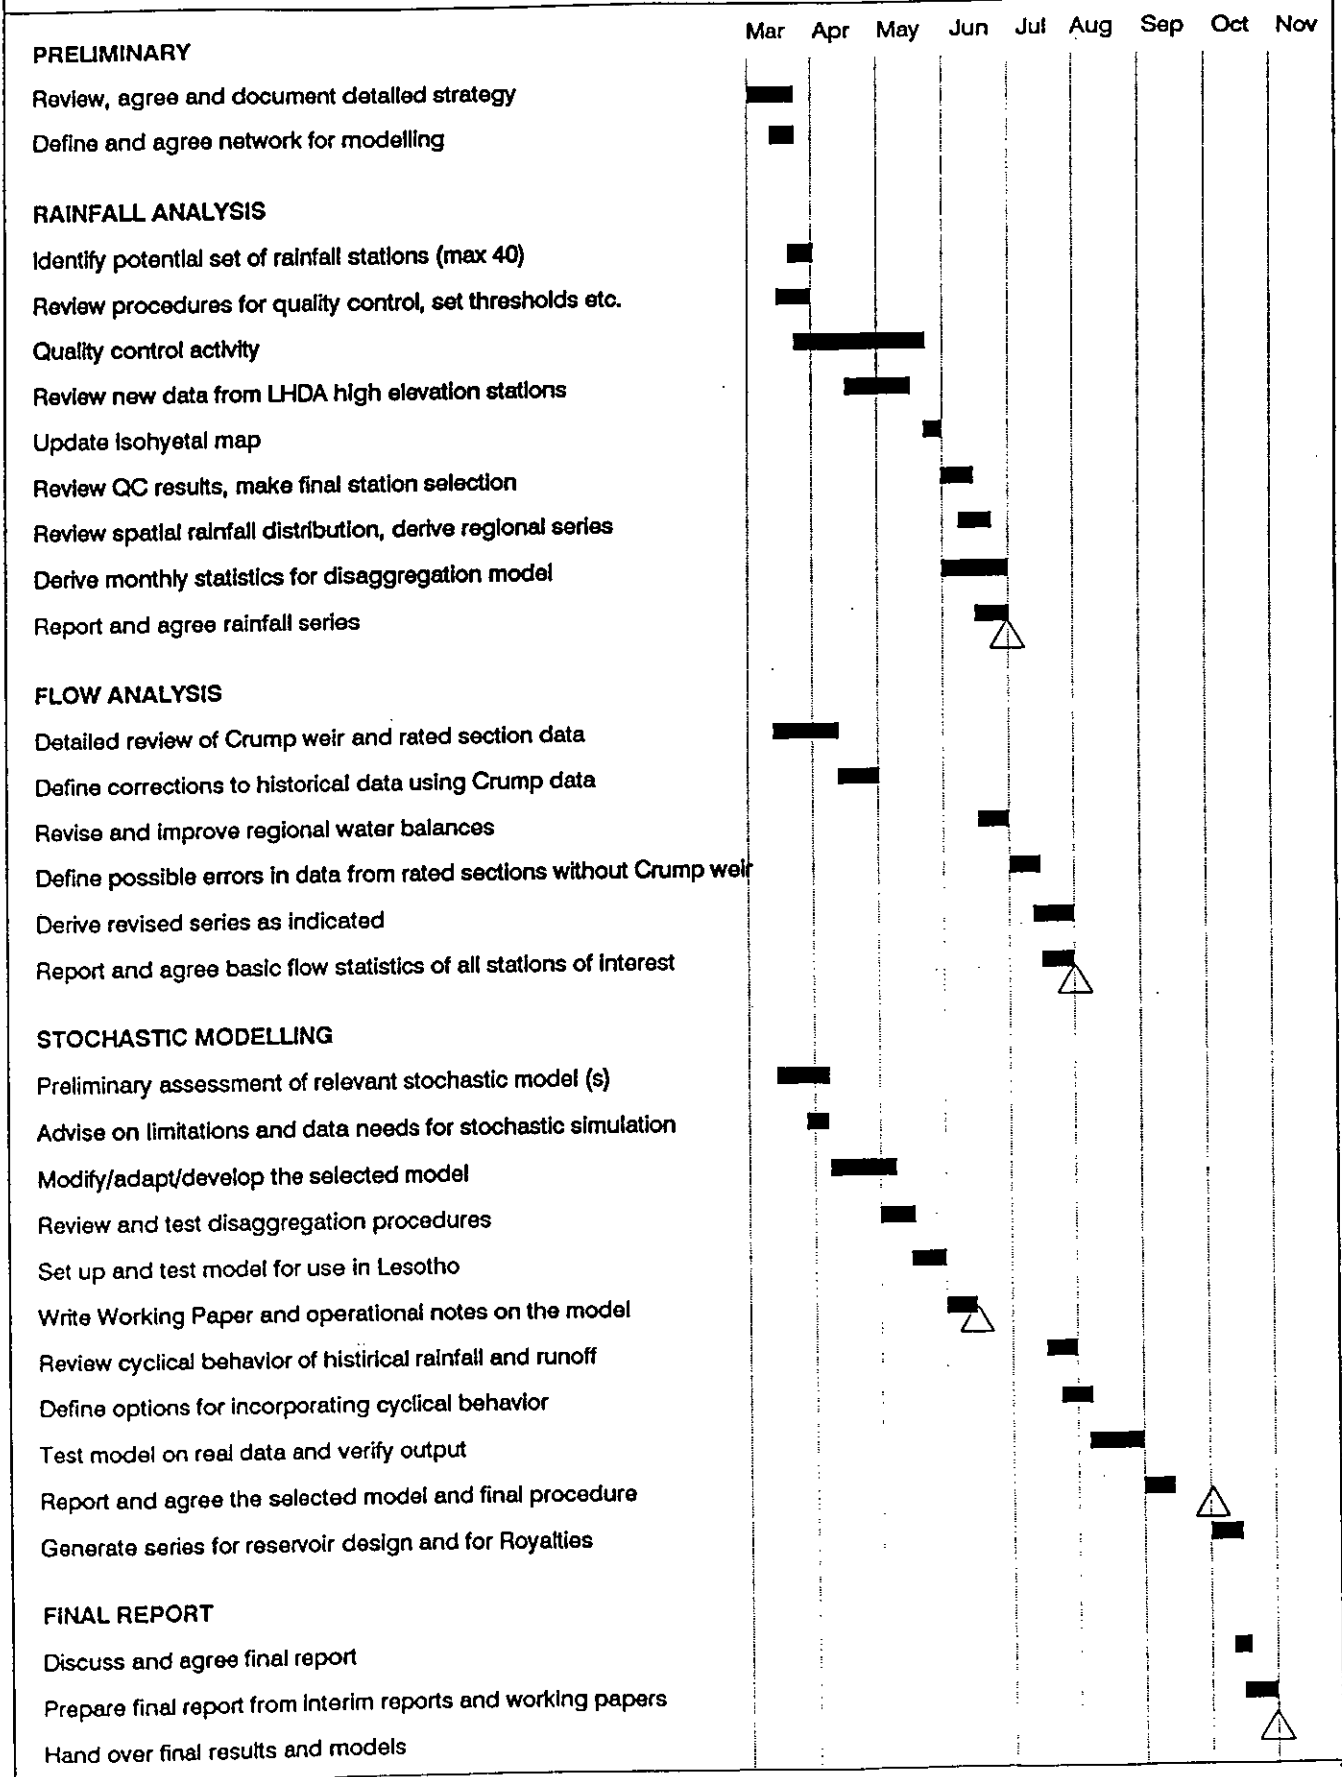 Mar Apr May Jun Jul Aug Sep Oct Nov
PRELIMINARY
Review, agree and document detailed strategy
Define and agree network for modelling
RAINFALL ANALYSIS
Identify potential set of rainfall stations (max 40)
Review procedures for quality control, set thresholds etc.
Quality control activity
Review new data from LHDA high elevation stations
Update isohyetal map
Review QC results, make final station selection
Review spatial rainfall distribution, derive regional series
Derive monthly statistics for disaggregation model
Report and agree rainfall series
FLOW ANALYSIS
Detailed review of Crump weir and rated section data
Define corrections to historical data using Crump data
Revise and improve regional water balances
Define possible errors in data from rated sections without Crump weir
Derive revised series as indicated
Report and agree basic flow statistics of all stations of interest
STOCHASTIC MODELLING
Preliminary assessment of relevant stochastic model (s)
Advise on limitations and data needs for stochastic simulation
Modify/adapt/develop the selected model
Review and test disaggregation procedures
Set up and test model for use in Lesotho
Write Working Paper and operational notes on the model
Review cyclical behavior of histirical rainfall and runoff
Define options for incorporating cyclical behavior
Test model on real data and verify output
Report and agree the selected model and final procedure
Generate series for reservoir design and for Royalties
FINAL REPORT
Discuss and agree final report
Prepare final report from interim reports and working papers
Hand over final results and models